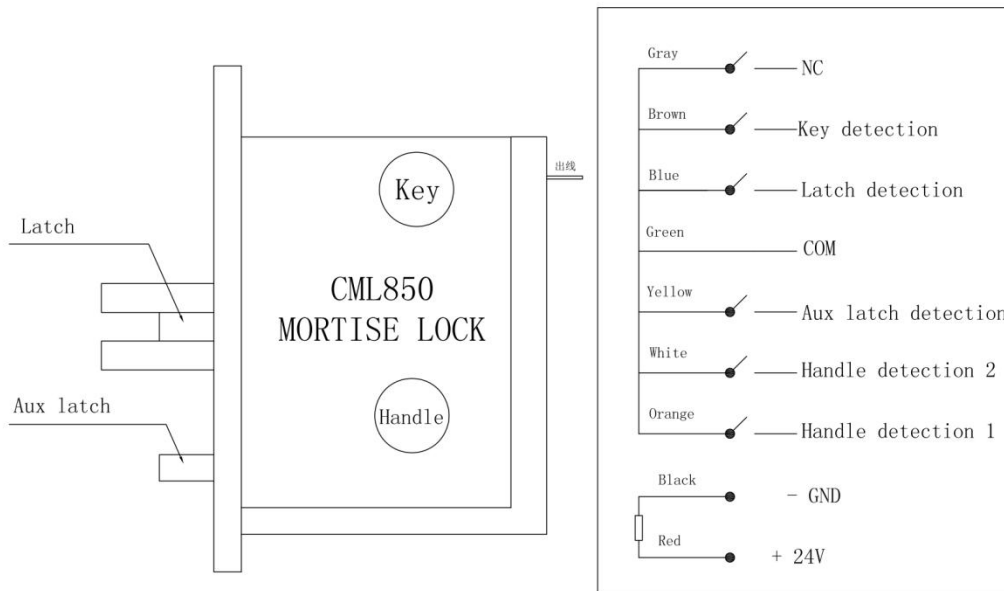 Latch
Aux latch
Key
出线
CML850
MORTISE LOCK
Handle
Gray
NC
Brown
Key detection
Blue
Latch detection
Green
COM
Yellow
Aux latch detection
White
Handle detection 2
Orange
Handle detection 1
Black
- GND
Red
+ 24V